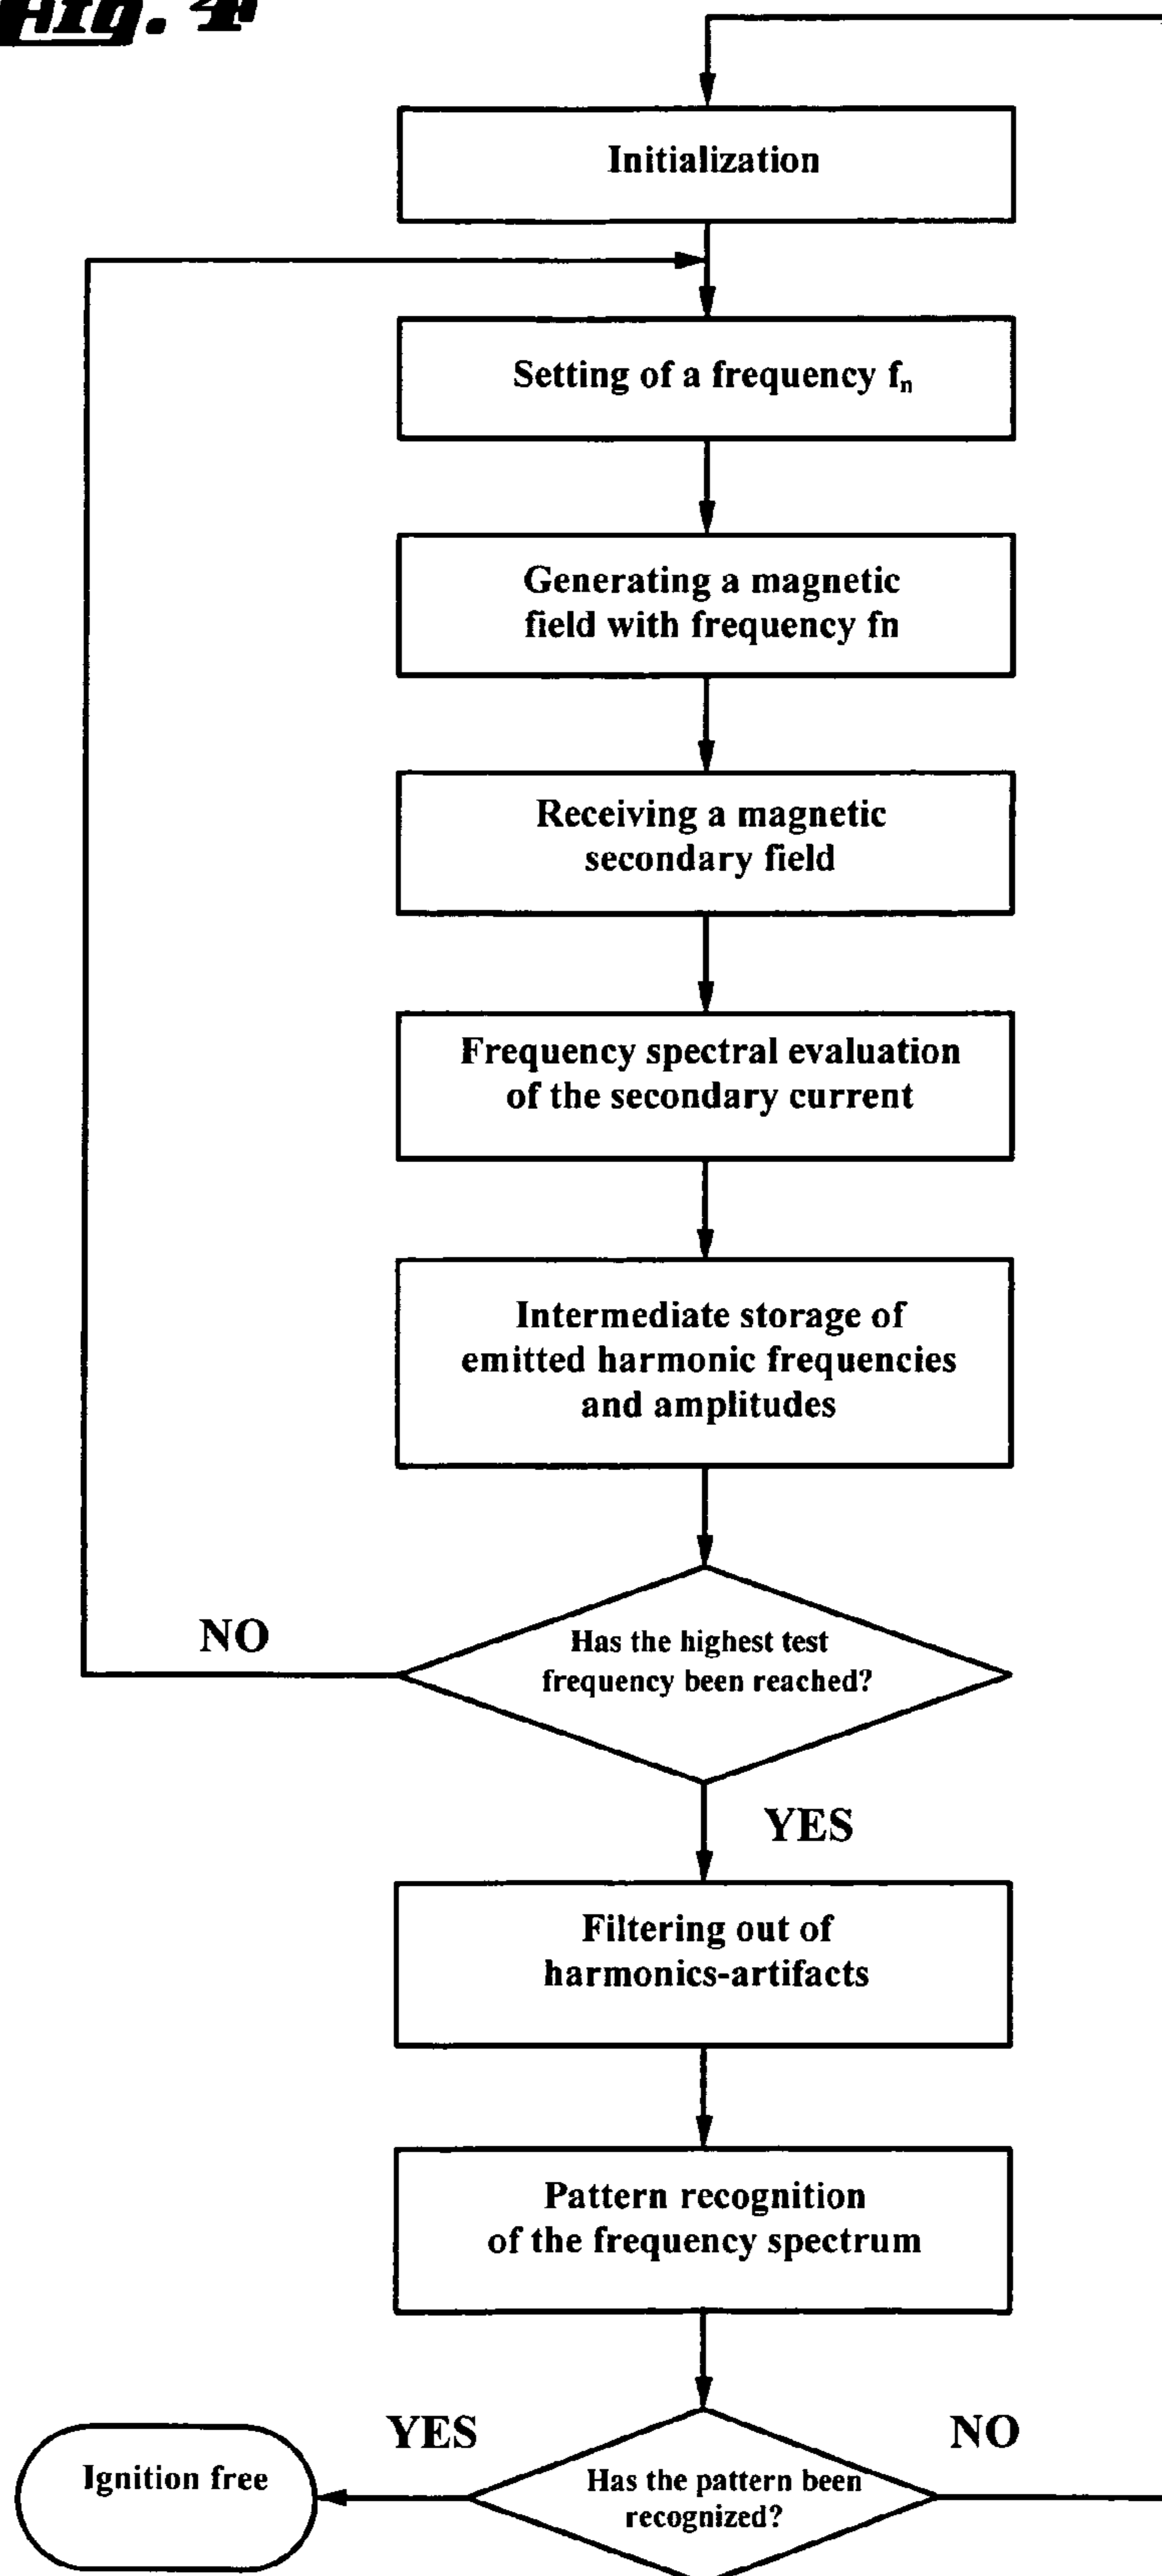 Fig. 4
Initialization
Setting of a frequency fₙ
Generating a magnetic
field with frequency fn
Receiving a magnetic
secondary field
Frequency spectral evaluation
of the secondary current
Intermediate storage of
emitted harmonic frequencies
and amplitudes
NO
Has the highest test
frequency been reached?
YES
Filtering out of
harmonics-artifacts
Pattern recognition
of the frequency spectrum
YES
NO
Ignition free
Has the pattern been
recognized?